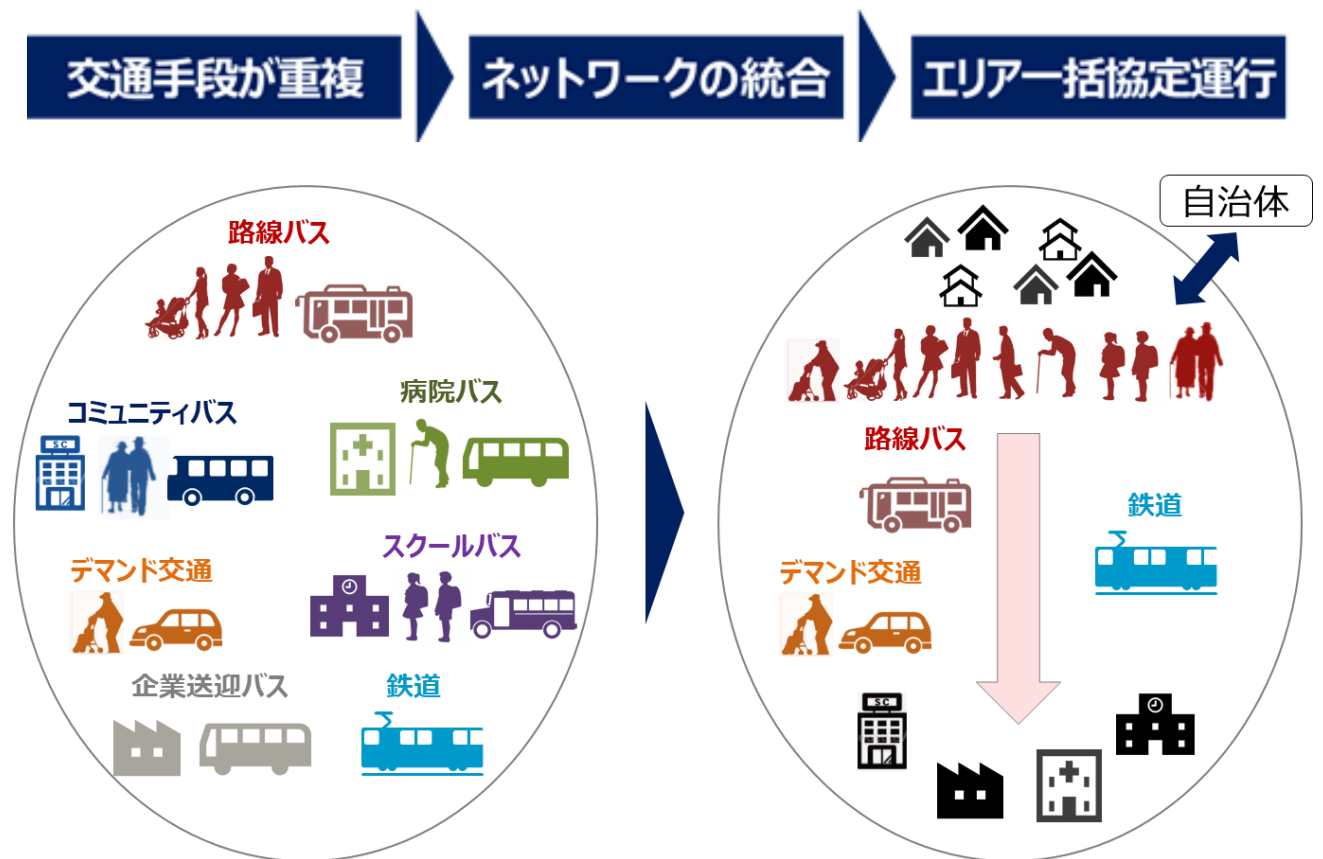 交通手段が重複
ネットワークの統合
エリア一括協定運行
路線バス
コミュニティバス
SC
病院バス
デマンド交通
スクールバス
企業送迎バス
鉄道
自治体
路線バス
鉄道
デマンド交通
SC